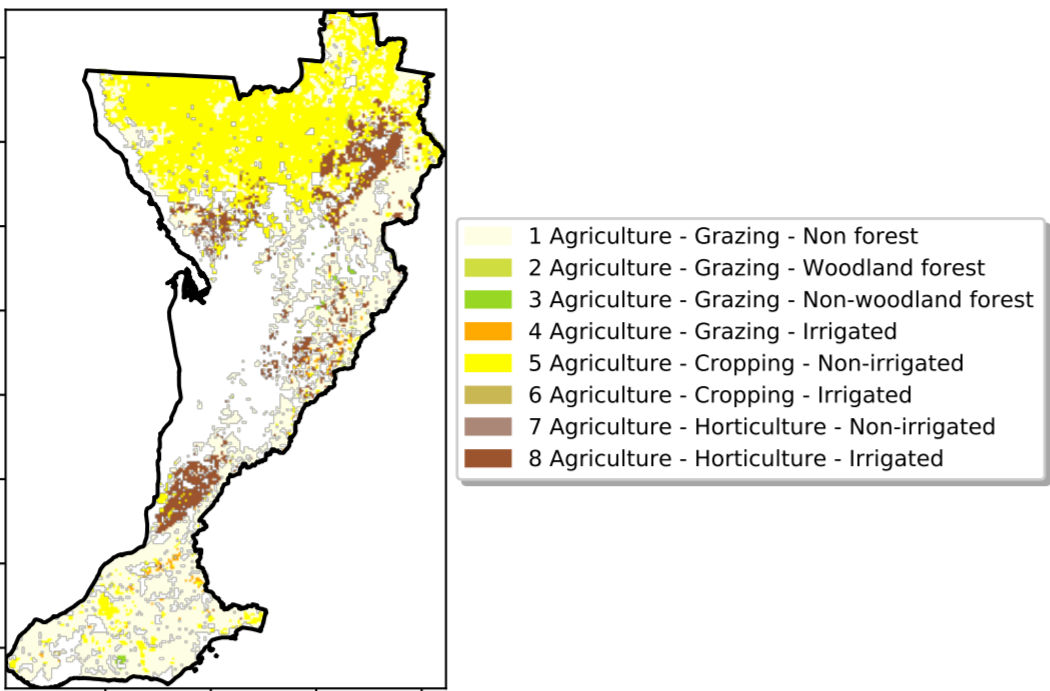 1 Agriculture - Grazing - Non forest
2 Agriculture - Grazing - Woodland forest
3 Agriculture - Grazing - Non-woodland forest
4 Agriculture - Grazing - Irrigated
5 Agriculture - Cropping - Non-irrigated
6 Agriculture - Cropping - Irrigated
7 Agriculture - Horticulture - Non-irrigated
8 Agriculture - Horticulture - Irrigated